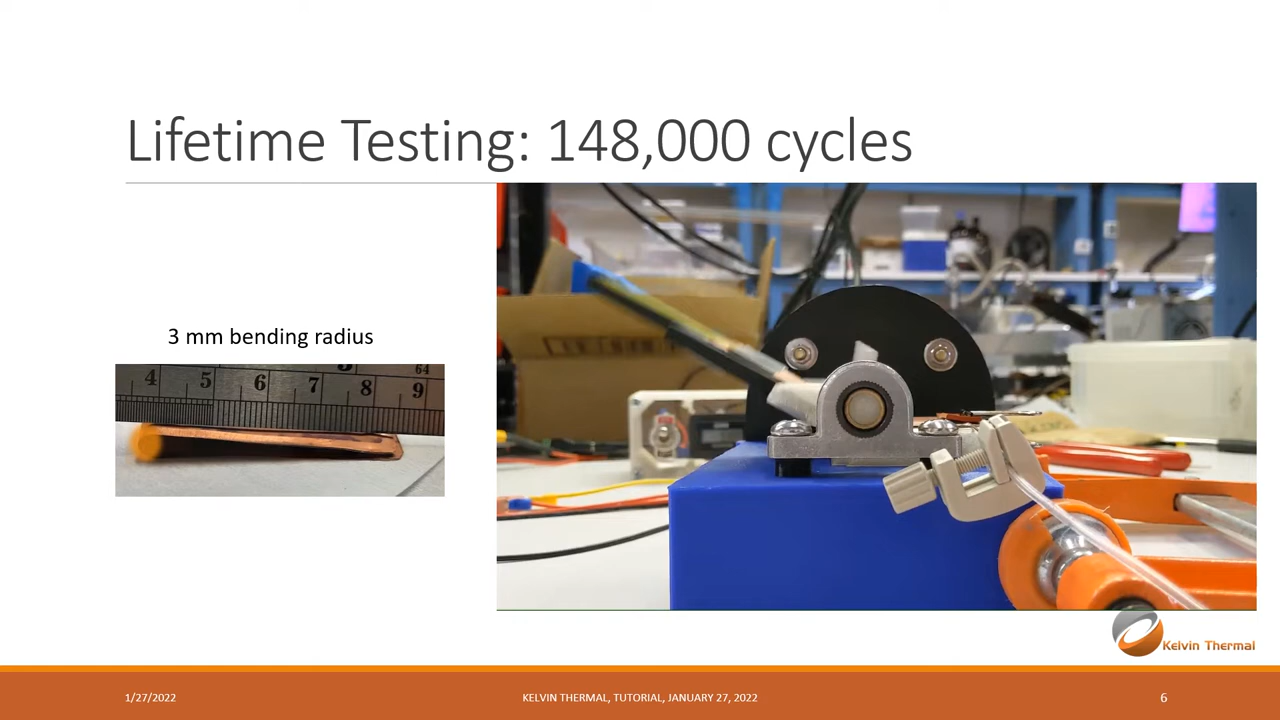 Lifetime Testing: 148,000 cycles
3 mm bending radius
3 64
4 5 6 7 8 9
Kelvin Thermal
1/27/2022 KELVIN THERMAL, TUTORIAL, JANUARY 27, 2022 6